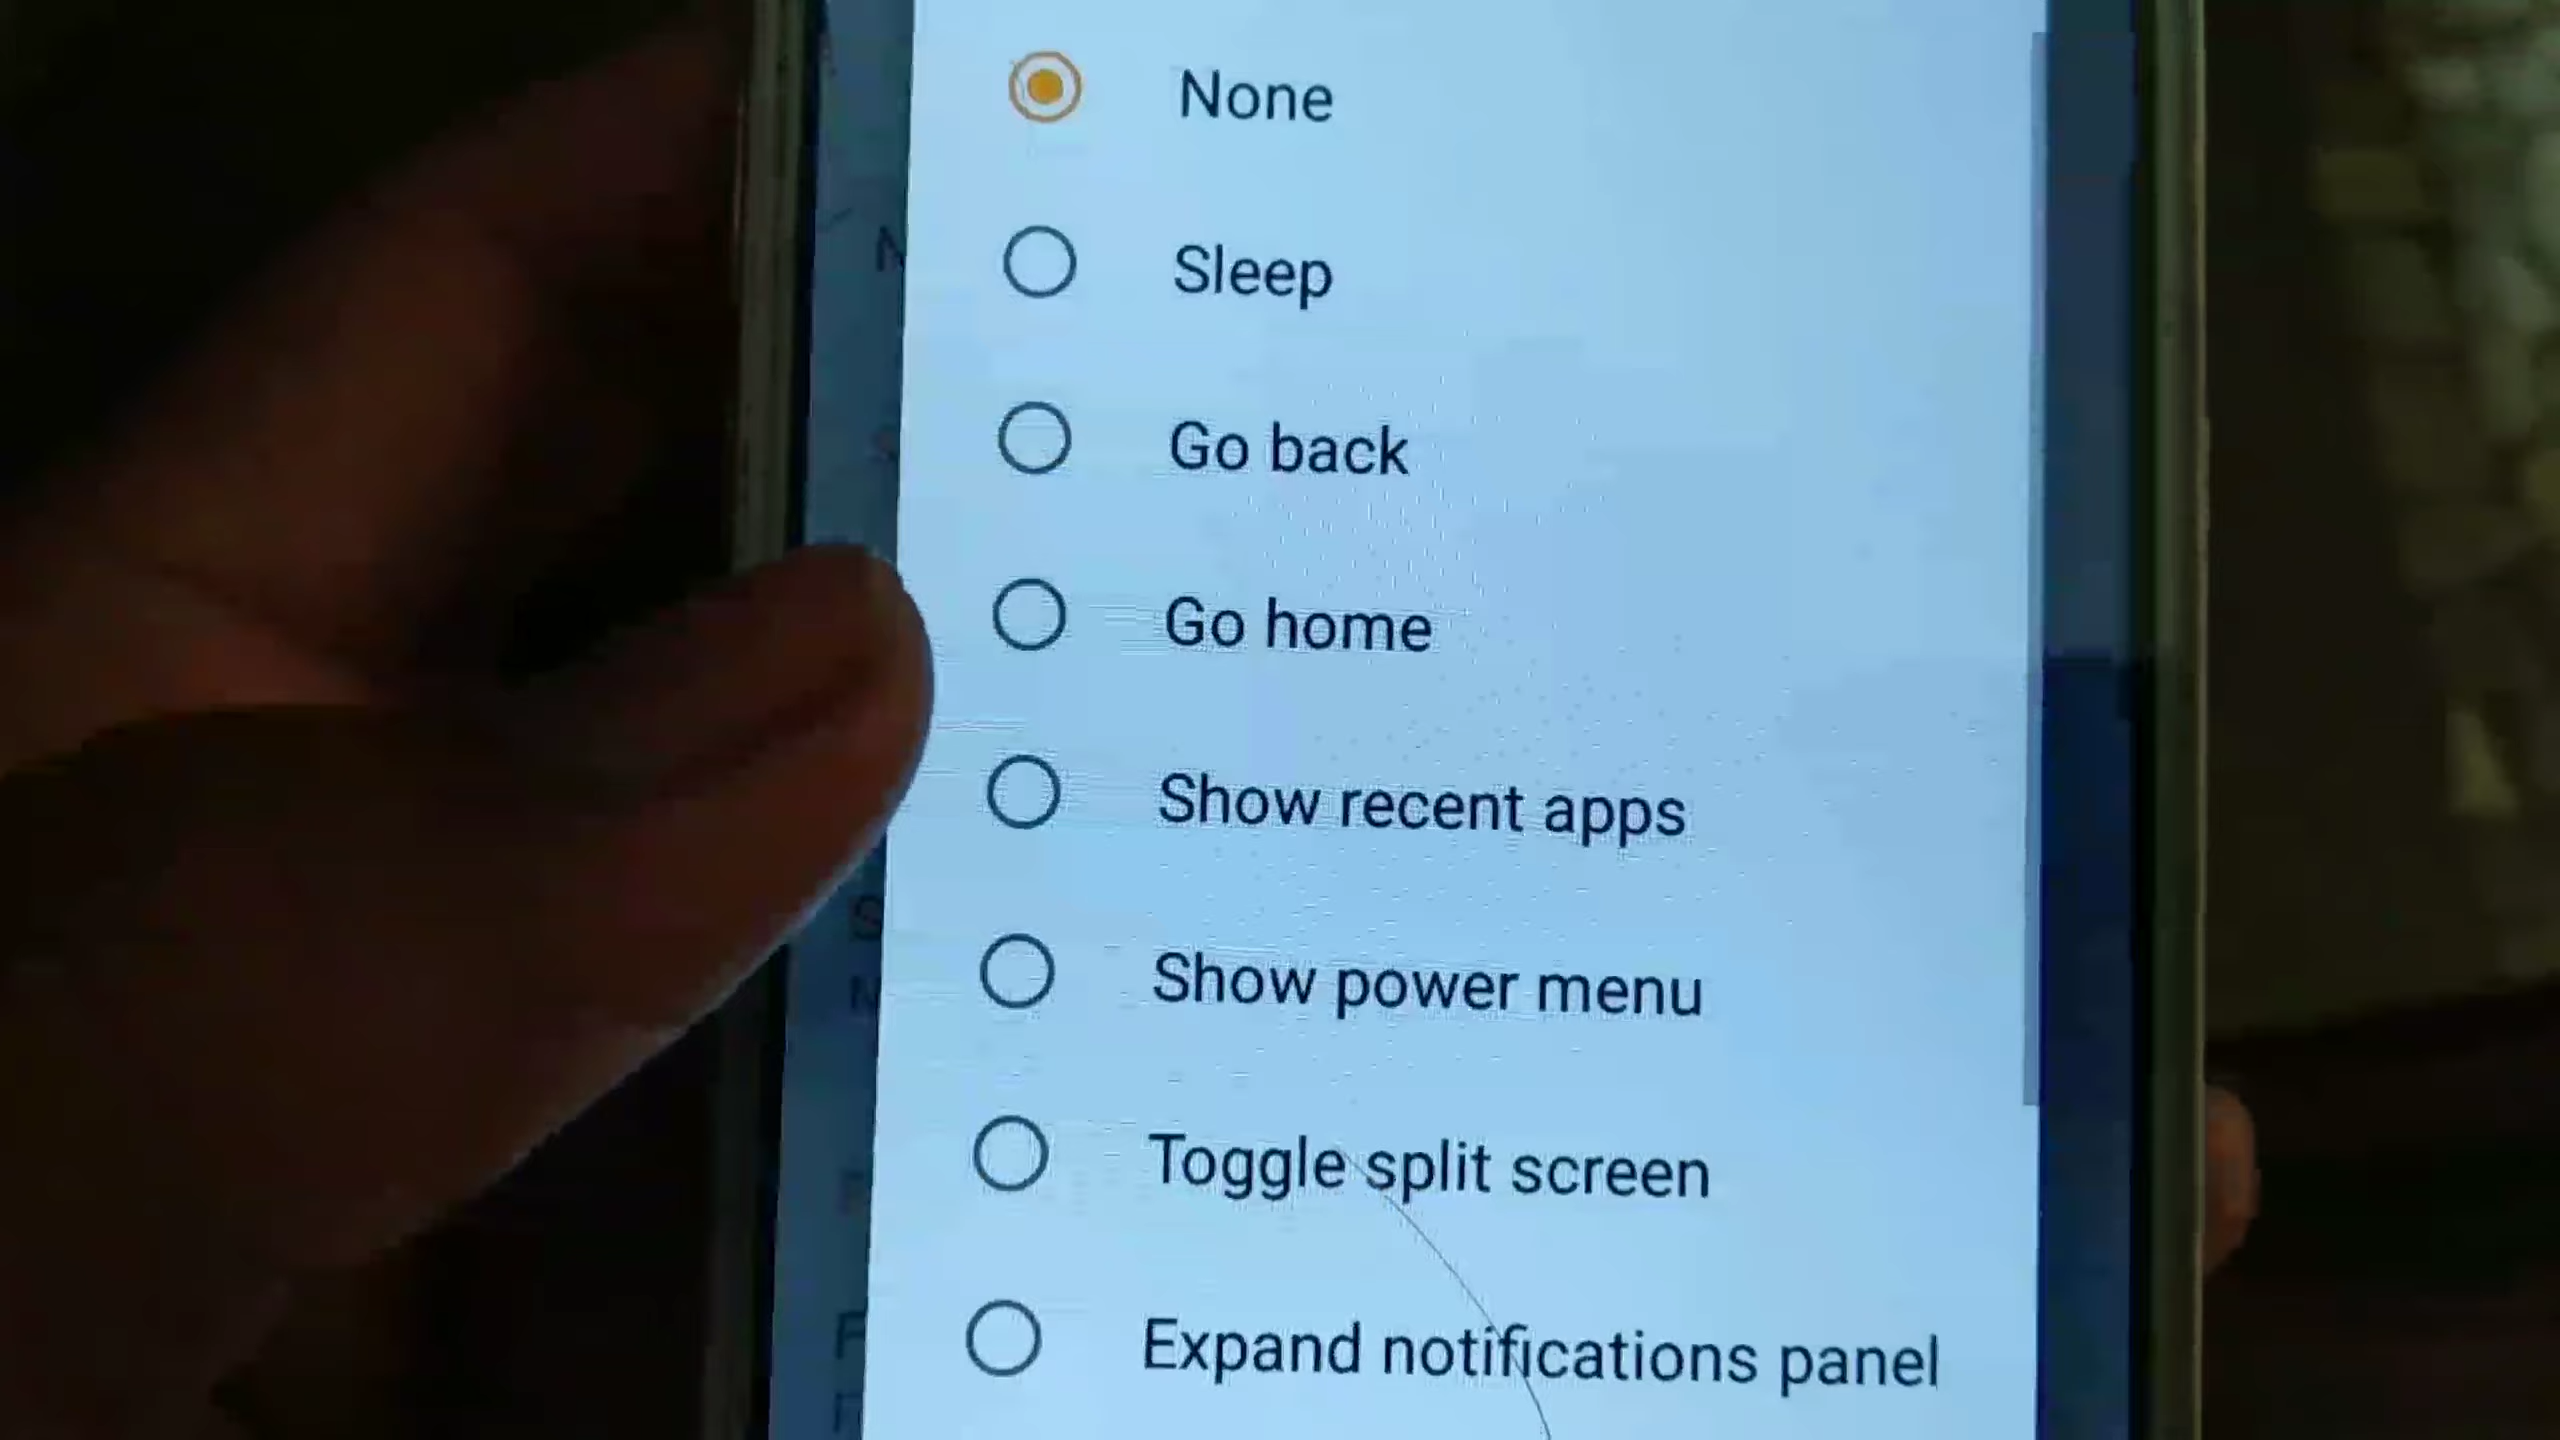 None
Sleep
Go back
Go home
Show recent apps
Show power menu
Toggle split screen
Expand notifications panel